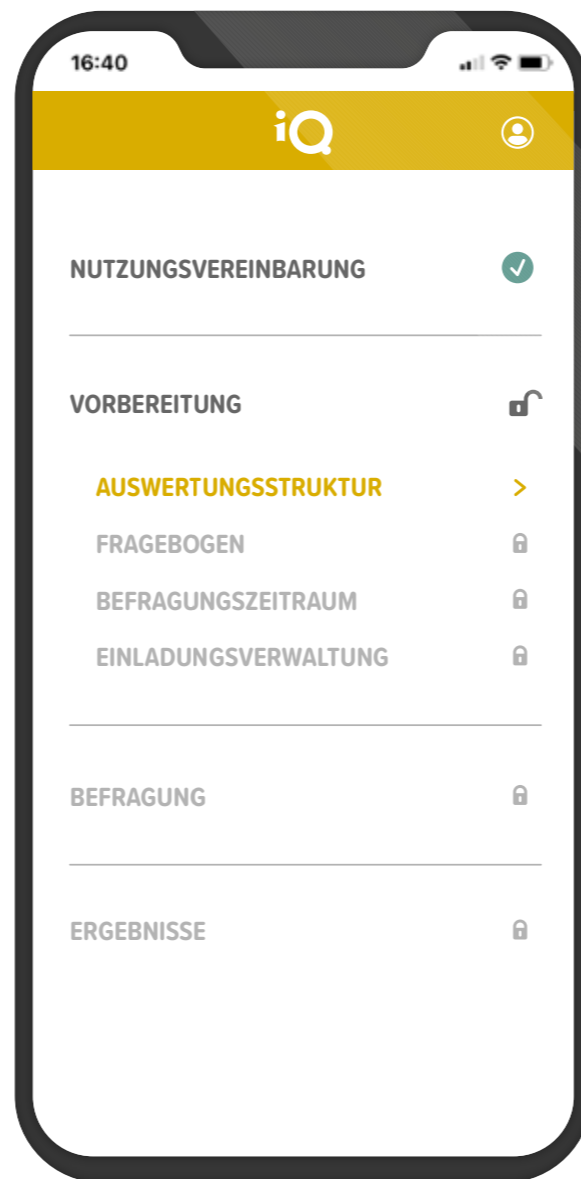 16:40
iQ
NUTZUNGSVEREINBARUNG
VORBEREITUNG
AUSWERTUNGSSTRUKTUR
FRAGEBOGEN
BEFRAGUNGSZEITRAUM
EINLADUNGSVERWALTUNG
BEFRAGUNG
ERGEBNISSE